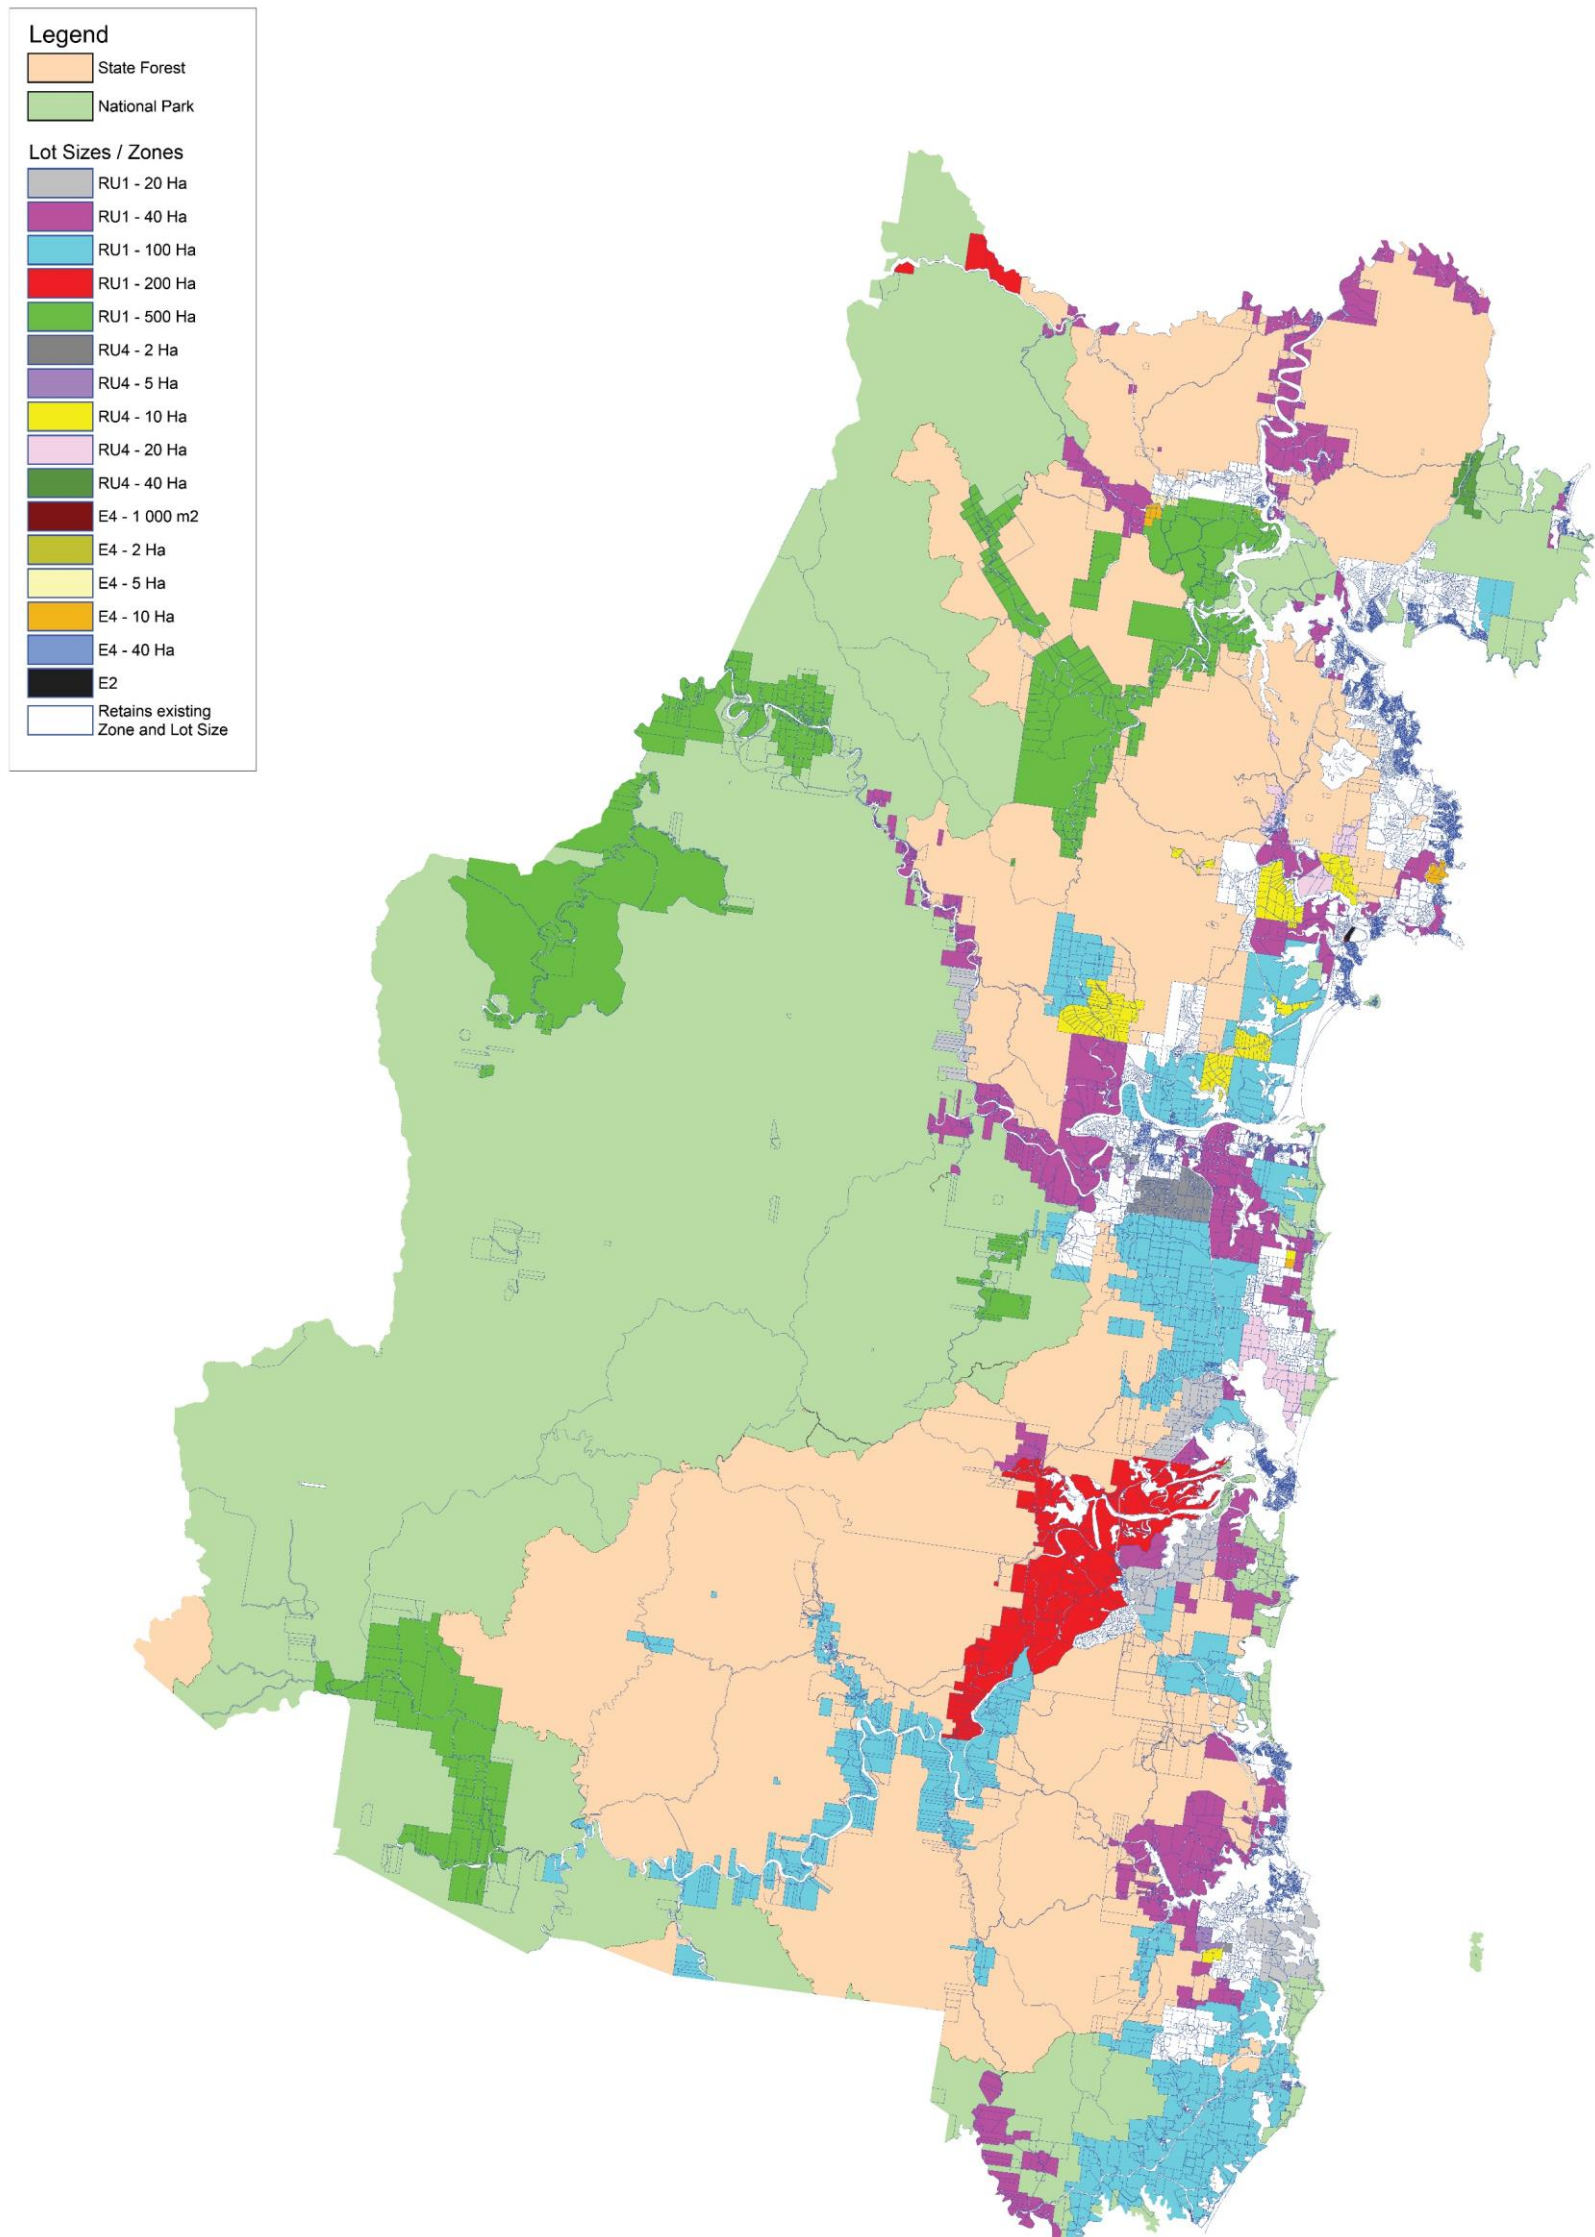 Legend
State Forest
National Park
Lot Sizes / Zones
RU1 - 20 Ha
RU1 - 40 Ha
RU1 - 100 Ha
RU1 - 200 Ha
RU1 - 500 Ha
RU4 - 2 Ha
RU4 - 5 Ha
RU4 - 10 Ha
RU4 - 20 Ha
RU4 - 40 Ha
E4 - 1 000 m2
E4 - 2 Ha
E4 - 5 Ha
E4 - 10 Ha
E4 - 40 Ha
E2
Retains existing
Zone and Lot Size